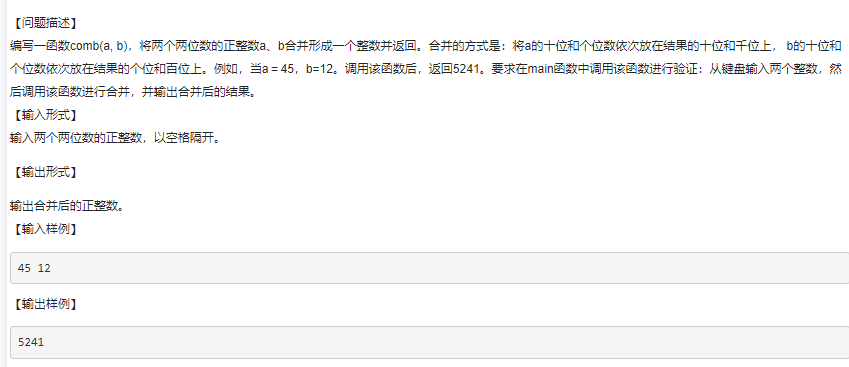 【问题描述】
编写一函数comb(a, b)，将两个两位数的正整数a、b合并形成一个整数并返回。合并的方式是：将a的十位和个位数依次放在结果的十位和千位上， b的十位和
个位数依次放在结果的个位和百位上。例如，当a = 45，b=12。调用该函数后，返回5241。要求在main函数中调用该函数进行验证：从键盘输入两个整数，然
后调用该函数进行合并，并输出合并后的结果。
【输入形式】
输入两个两位数的正整数，以空格隔开。
【输出形式】
输出合并后的正整数。
【输入样例】
45 12
【输出样例】
5241